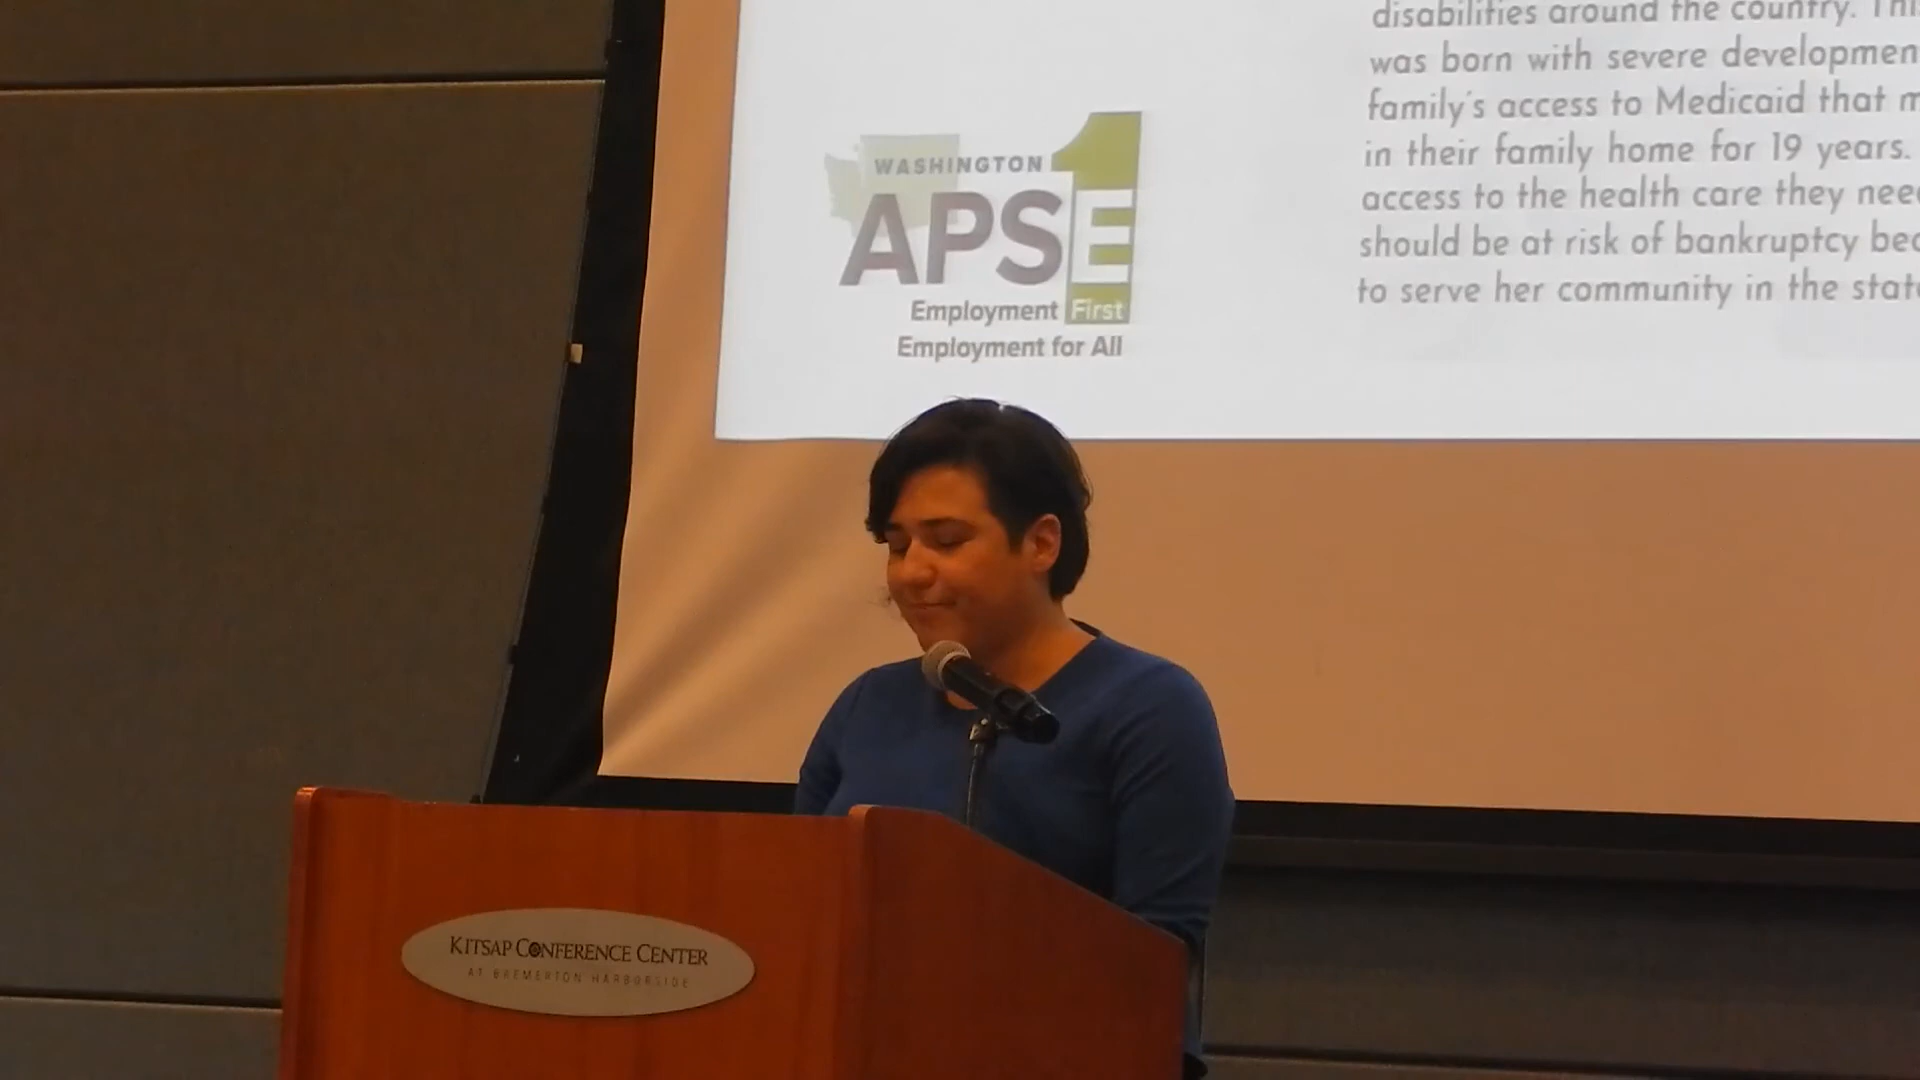 disabilities around the country.
was born with severe
family's access to Medicaid that
in their family home for 19 years.
access to the health care they
should be at risk of bankruptcy
to serve her community in the
WASHINGTON 1
APSE
Employment First
Employment for All
KITSAP CONFERENCE CENTER
AT BREMERTON HARBORSIDE